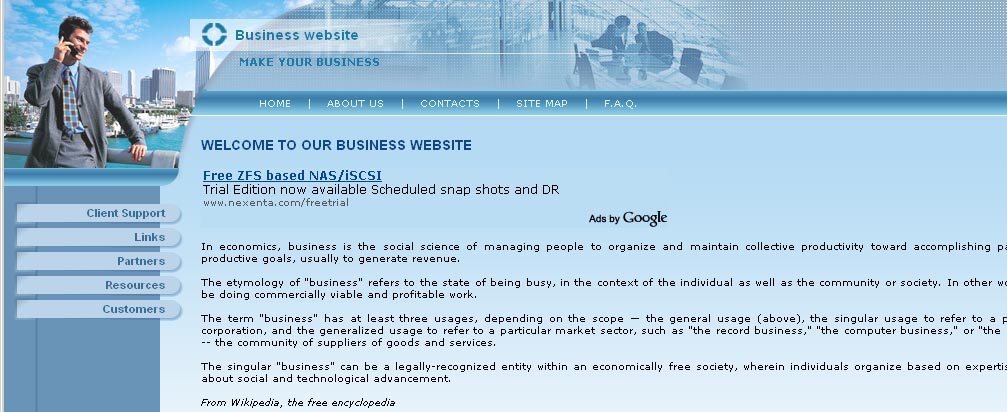 Business website
MAKE YOUR BUSINESS
HOME | ABOUT US | CONTACTS | SITE MAP | F.A.Q.
WELCOME TO OUR BUSINESS WEBSITE
Free ZFS based NAS/iSCSI
Trial Edition now available Scheduled snap shots and DR
www.nexenta.com/freetrial
Ads by Google
Client Support
Links
Partners
Resources
Customers
In economics, business is the social science of managing people to organize and maintain collective productivity toward accomplishing
productive goals, usually to generate revenue.
The etymology of "business" refers to the state of being busy, in the context of the individual as well as the community or society. In other
be doing commercially viable and profitable work.
The term "business" has at least three usages, depending on the scope — the general usage (above), the singular usage to refer to a
corporation, and the generalized usage to refer to a particular market sector, such as "the record business," "the computer business," or "the
-- the community of suppliers of goods and services.
The singular "business" can be a legally-recognized entity within an economically free society, wherein individuals organize based on
about social and technological advancement.
From Wikipedia, the free encyclopedia